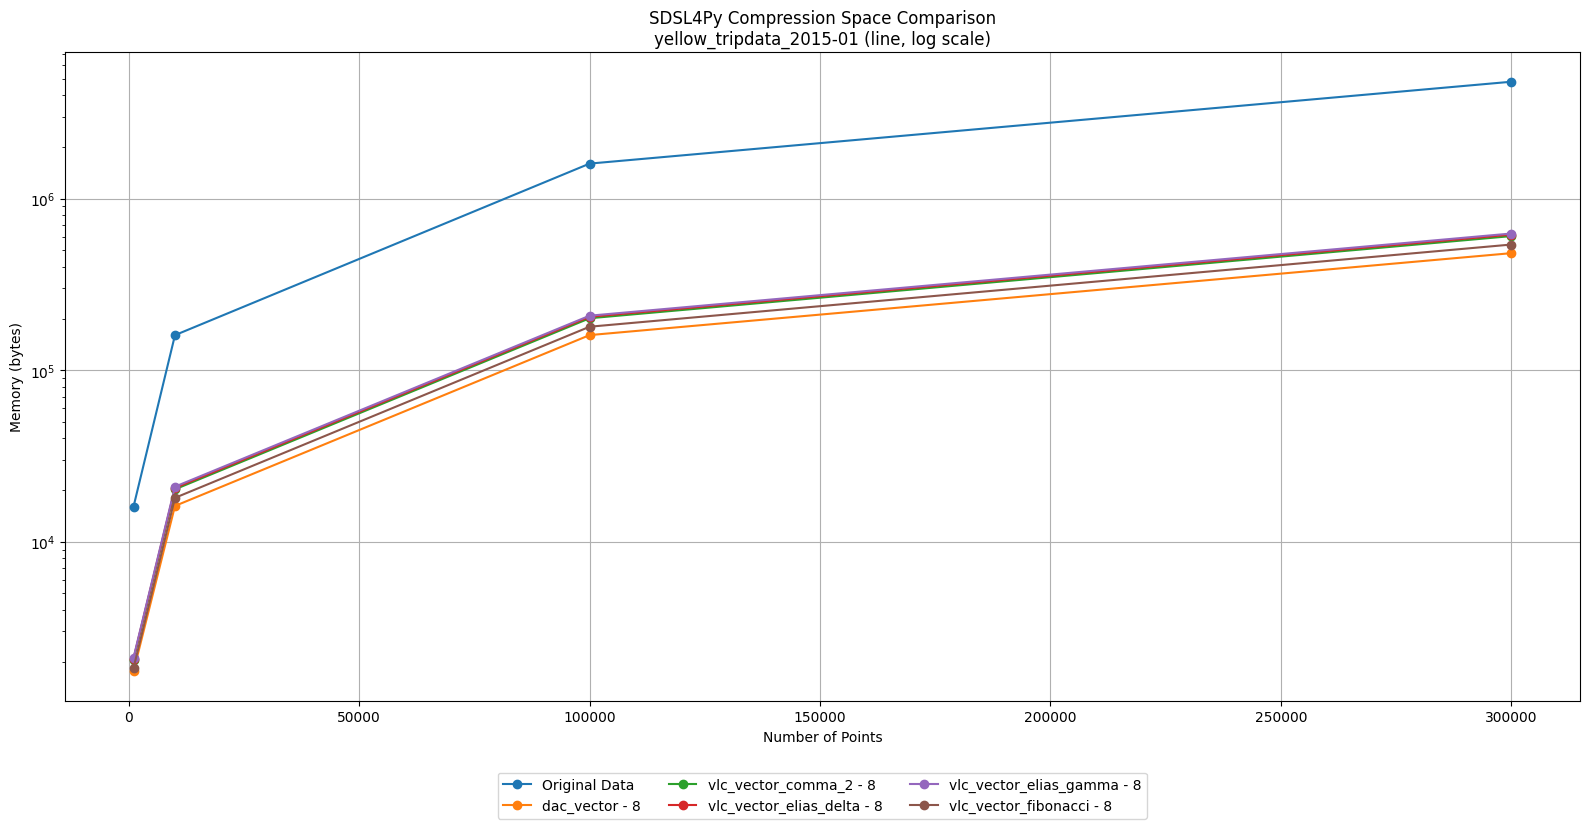 SDSL4Py Compression Space Comparison
yellow_tripdata_2015-01 (line, log scale)
Memory (bytes)
10^6
10^5
10^4
0 50000 100000 150000 200000 250000 300000
Number of Points
Original Data vlc_vector_comma_2 - 8 vlc_vector_elias_gamma - 8
dac_vector - 8 vlc_vector_elias_delta - 8 vlc_vector_fibonacci - 8